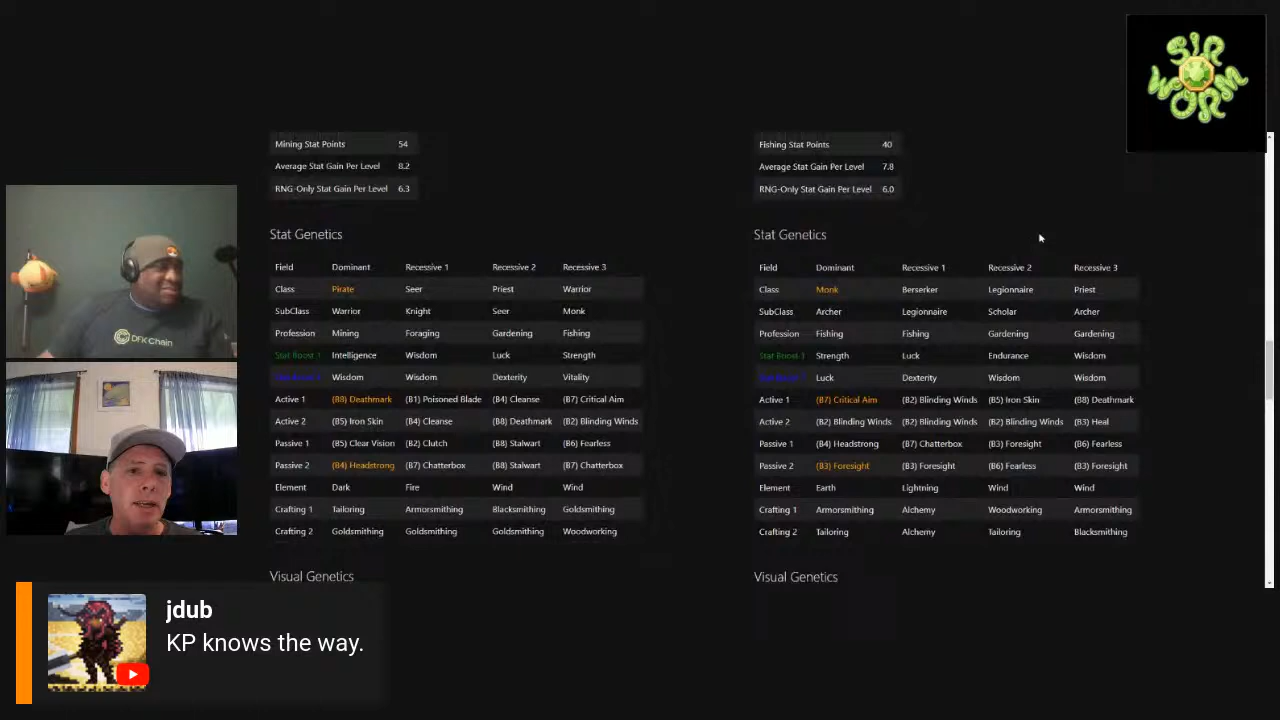 SIR
WORM
Mining Stat Points 54
Average Stat Gain Per Level 8.2
RNG-Only Stat Gain Per Level 6.3
Stat Genetics
Field Dominant Recessive 1 Recessive 2 Recessive 3
Class Pirate Seer Priest Warrior
SubClass Warrior Knight Seer Monk
Profession Mining Foraging Gardening Fishing
Stat Boost 1 Intelligence Wisdom Luck Strength
Wisdom Wisdom Dexterity Vitality
Active 1 (B8) Deathmark (B1) Poisoned Blade (B4) Cleanse (B7) Critical Aim
Active 2 (B5) Iron Skin (B4) Cleanse (B8) Deathmark (B2) Blinding Winds
Passive 1 (B5) Clear Vision (B2) Clutch (B8) Stalwart (B6) Fearless
Passive 2 (B4) Headstrong (B7) Chatterbox (B8) Stalwart (B7) Chatterbox
Element Dark Fire Wind Wind
Crafting 1 Tailoring Armorsmithing Blacksmithing Goldsmithing
Crafting 2 Goldsmithing Goldsmithing Goldsmithing Woodworking
Visual Genetics
Fishing Stat Points 40
Average Stat Gain Per Level 7.8
RNG-Only Stat Gain Per Level 6.0
Stat Genetics
Field Dominant Recessive 1 Recessive 2 Recessive 3
Class Monk Berserker Legionnaire Priest
SubClass Archer Legionnaire Scholar Archer
Profession Fishing Fishing Gardening Gardening
Stat Boost 1 Strength Luck Endurance Wisdom
Luck Dexterity Wisdom Wisdom
Active 1 (B7) Critical Aim (B2) Blinding Winds (B5) Iron Skin (B8) Deathmark
Active 2 (B2) Blinding Winds (B2) Blinding Winds (B2) Blinding Winds (B3) Heal
Passive 1 (B4) Headstrong (B7) Chatterbox (B3) Foresight (B6) Fearless
Passive 2 (B3) Foresight (B3) Foresight (B6) Fearless (B3) Foresight
Element Earth Lightning Wind Wind
Crafting 1 Armorsmithing Alchemy Woodworking Armorsmithing
Crafting 2 Tailoring Alchemy Tailoring Blacksmithing
Visual Genetics
DFK Chain
jdub
KP knows the way.